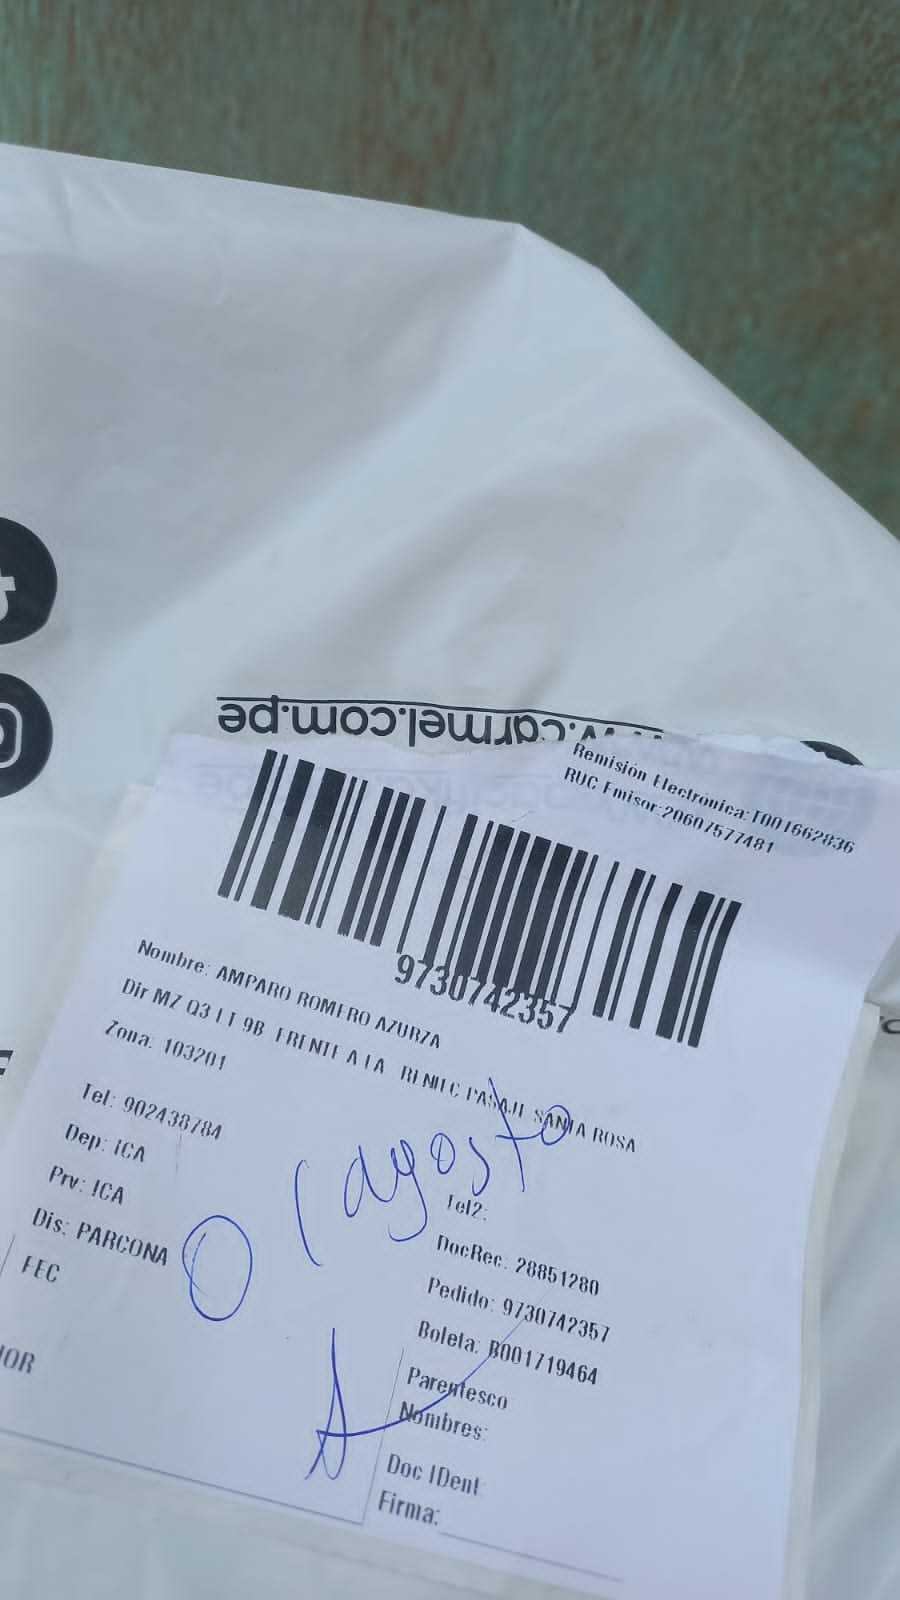 www.carmel.com.pe
Remisión Electrónica:T001662836
RUC Emisor:20607577481
9730742357
Nombre: AMPARO ROMERO AZURZA
Dir MZ Q3 LT 9B FRENTE A LA RENIEC PASAJE SANTA ROSA
Zona: 103201
Tel: 902438784
Dep: ICA
Prv: ICA
Dis: PARCONA
FEC
01 agosto
Tel2:
DocRec: 28851280
Pedido: 9730742357
Boleta: B001719464
Parentesco
Nombres:
Doc IDent
Firma: